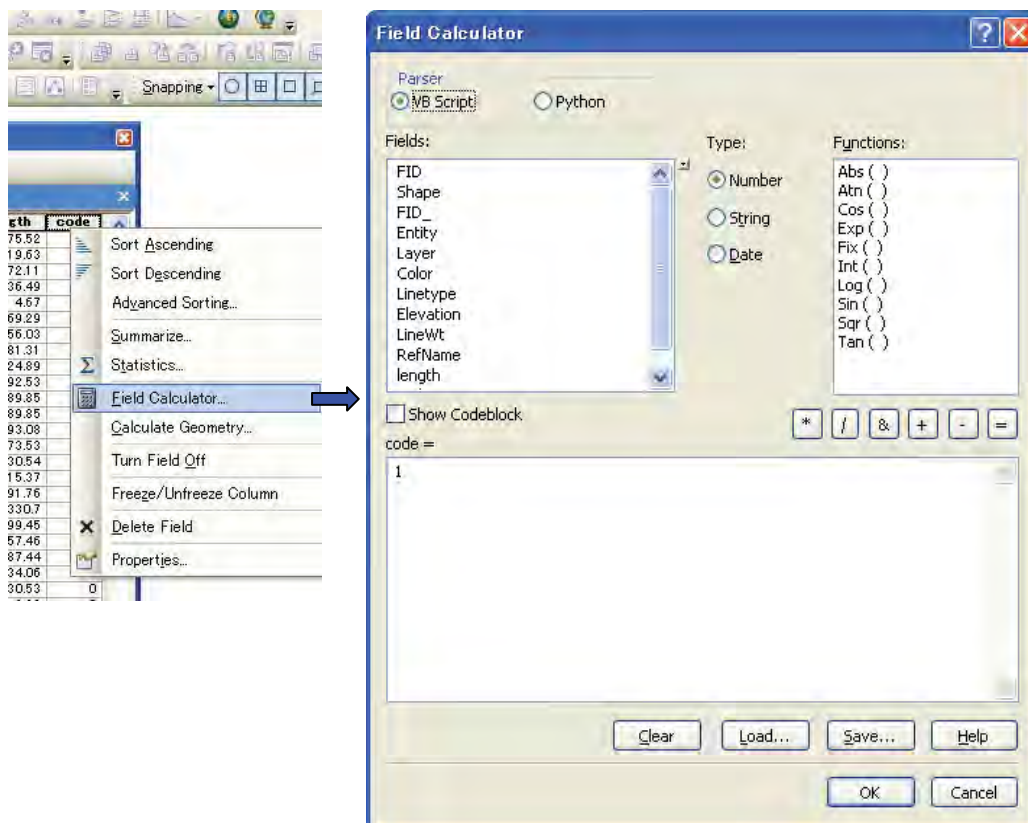 Snapping
gth code
75.52
19.63
72.11
36.49
4.67
69.29
56.03
81.31
24.89
92.53
89.85
89.85
93.08
73.53
30.54
15.37
91.76
330.7
99.45
57.46
87.44
34.06
30.53 0
Sort Ascending
Sort Descending
Advanced Sorting...
Summarize...
Σ Statistics...
Field Calculator...
Calculate Geometry...
Turn Field Off
Freeze/Unfreeze Column
Delete Field
Properties...
Field Calculator
Parser
VB Script Python
Fields:
FID
Shape
FID_
Entity
Layer
Color
Linetype
Elevation
LineWt
RefName
length
Type:
Number
String
Date
Functions:
Abs ( )
Atn ( )
Cos ( )
Exp ( )
Fix ( )
Int ( )
Log ( )
Sin ( )
Sqr ( )
Tan ( )
Show Codeblock
* / & + - =
code =
1
Clear Load... Save... Help
OK Cancel